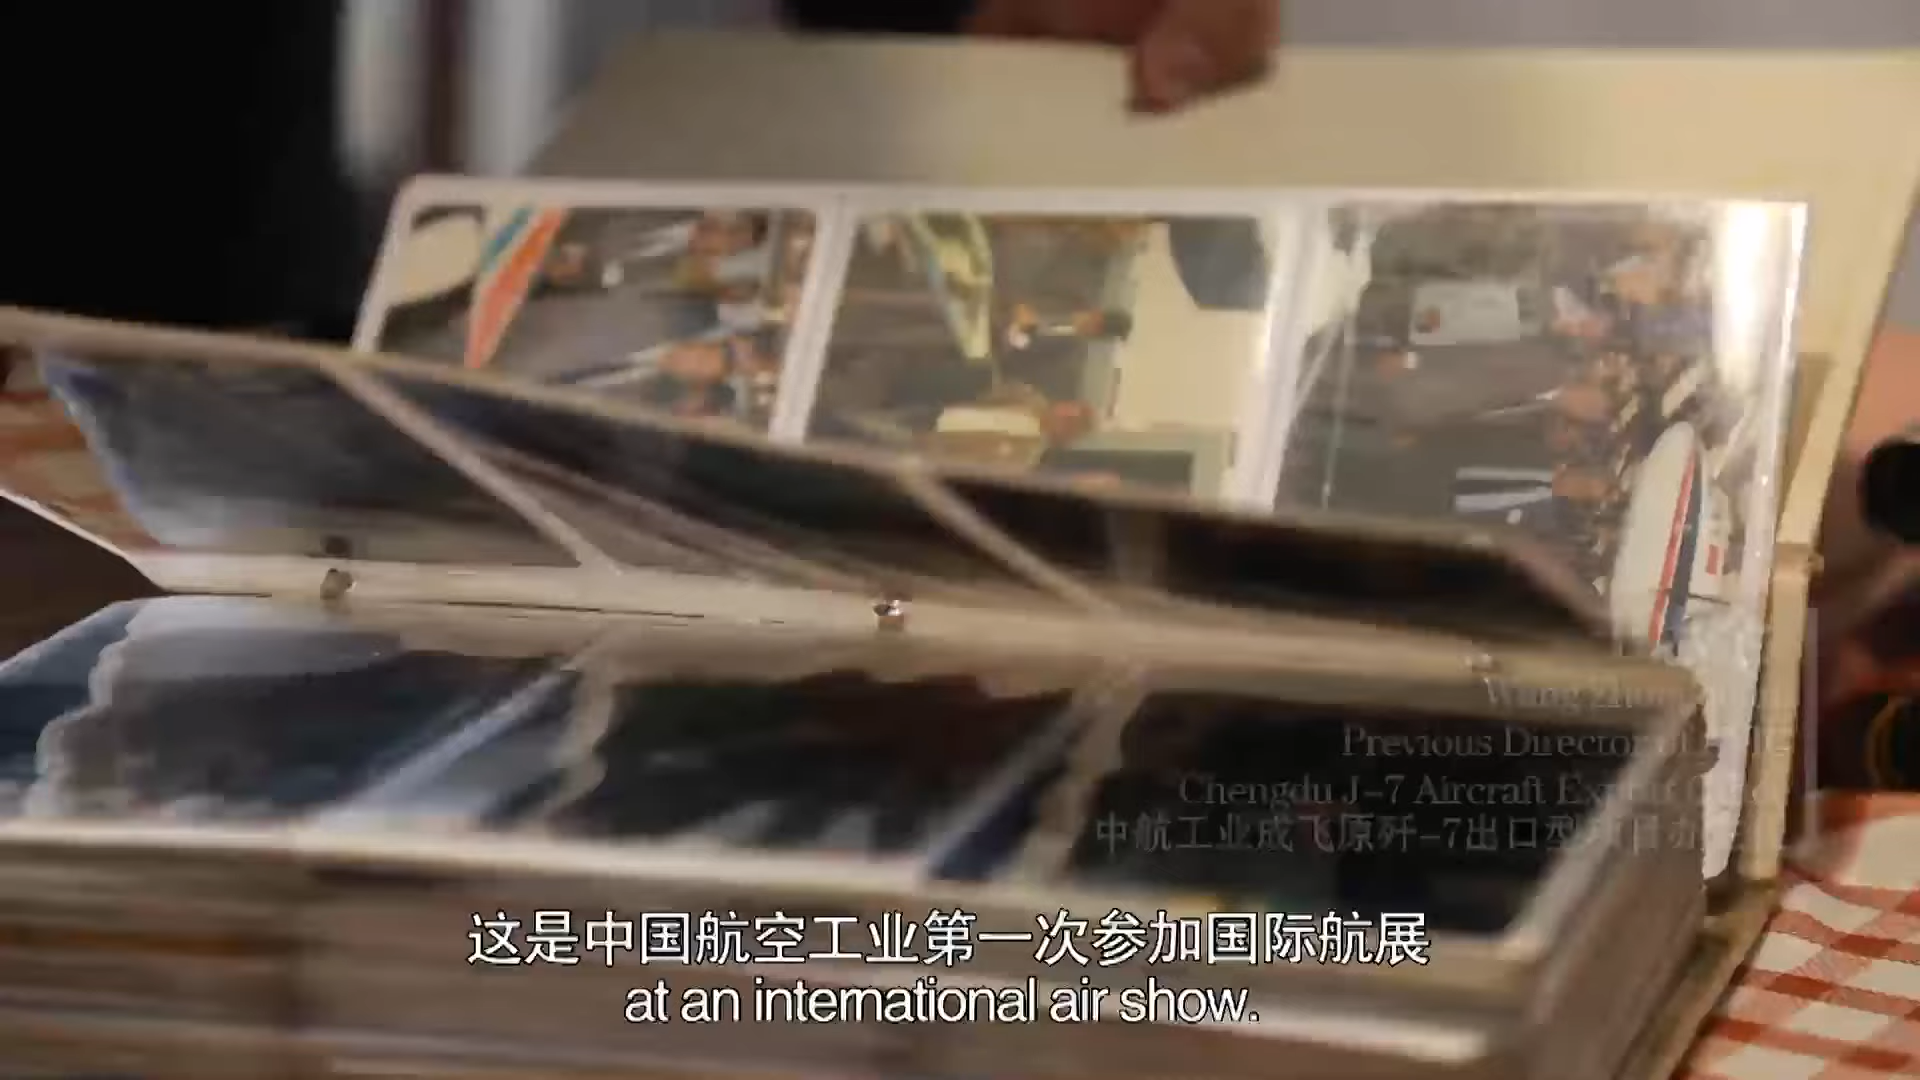 Previous Director
Chengdu J-7 Aircraft
中航工业成飞原歼-7出口型
这是中国航空工业第一次参加国际航展
at an international air show.